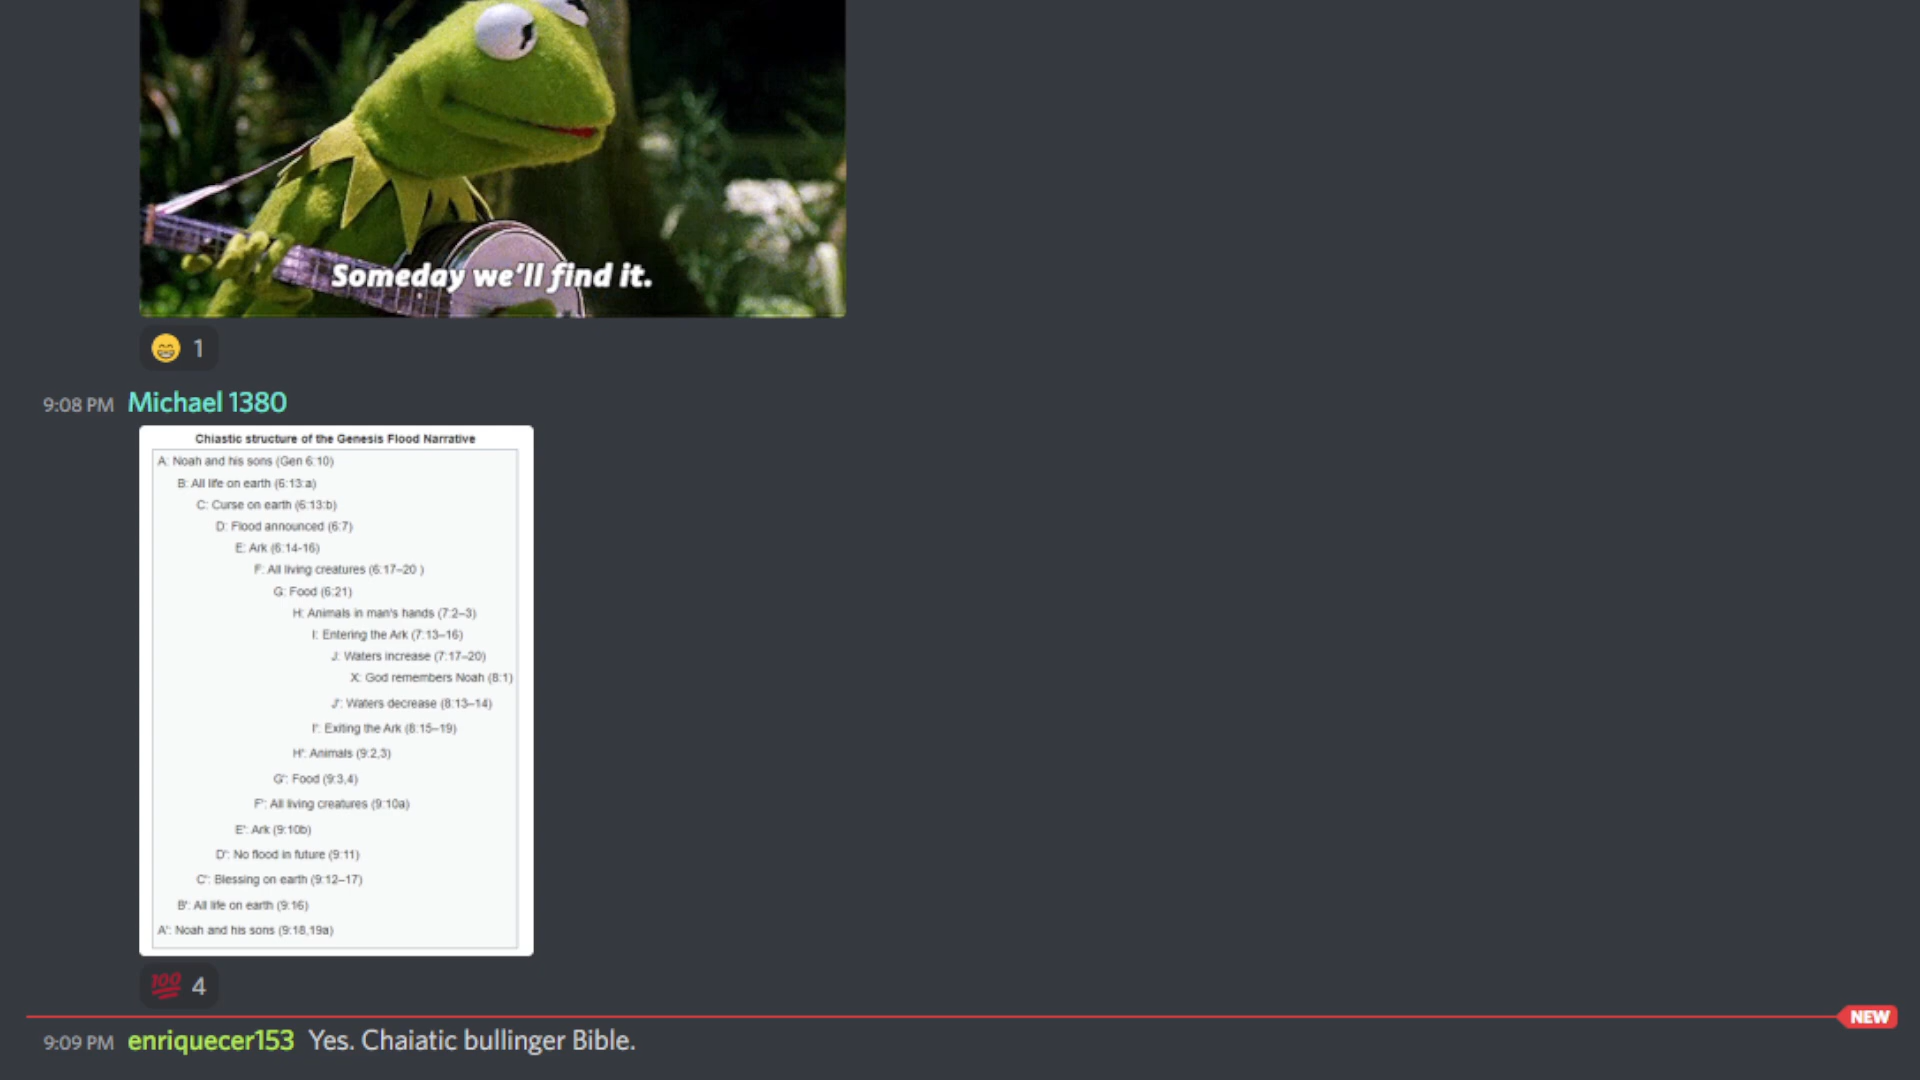 Someday we'll find it.
1
9:08 PM Michael 1380
Chiastic structure of the Genesis Flood Narrative
A: Noah and his sons (Gen 6:10)
B: All life on earth (6:13:a)
C: Curse on earth (6:13:b)
D: Flood announced (6:7)
E: Ark (6:14-16)
F: All living creatures (6:17–20 )
G: Food (6:21)
H: Animals in man's hands (7:2–3)
I: Entering the Ark (7:13–16)
J: Waters increase (7:17–20)
X: God remembers Noah (8:1)
J': Waters decrease (8:13–14)
I': Exiting the Ark (8:15–19)
H': Animals (9:2,3)
G': Food (9:3,4)
F': All living creatures (9:10a)
E': Ark (9:10b)
D': No flood in future (9:11)
C': Blessing on earth (9:12–17)
B': All life on earth (9:16)
A': Noah and his sons (9:18,19a)
100 4
NEW
9:09 PM enriquecer153 Yes. Chaiatic bullinger Bible.